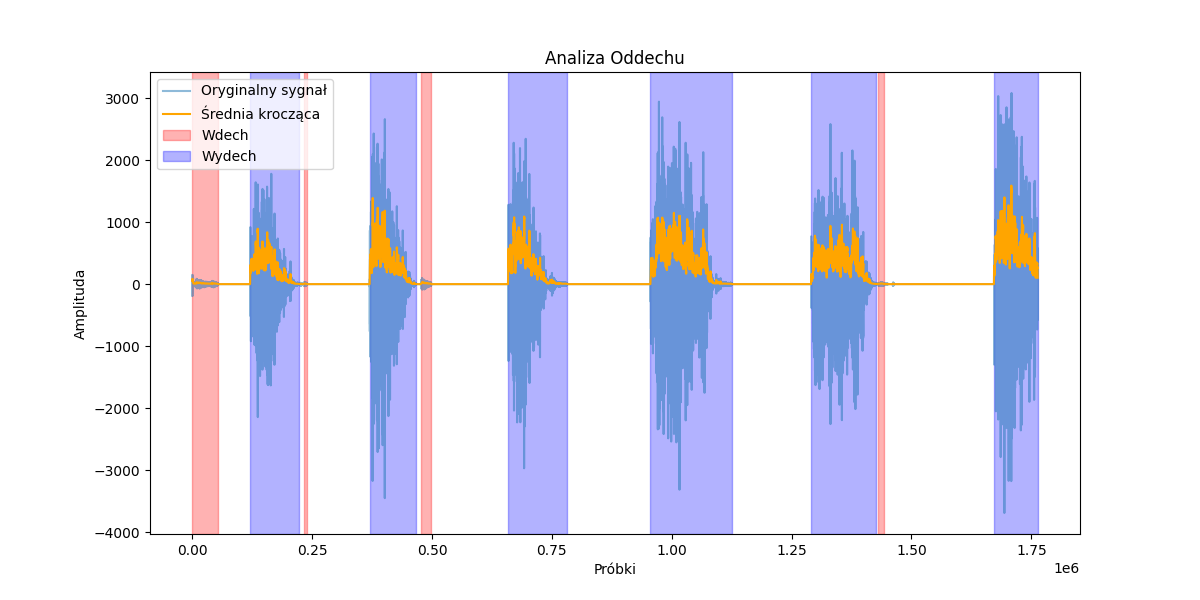 Analiza Oddechu
Oryginalny sygnał
Średnia krocząca
Wdech
Wydech
Amplituda
3000
2000
1000
0
−1000
−2000
−3000
−4000
0.00 0.25 0.50 0.75 1.00 1.25 1.50 1.75
1e6
Próbki